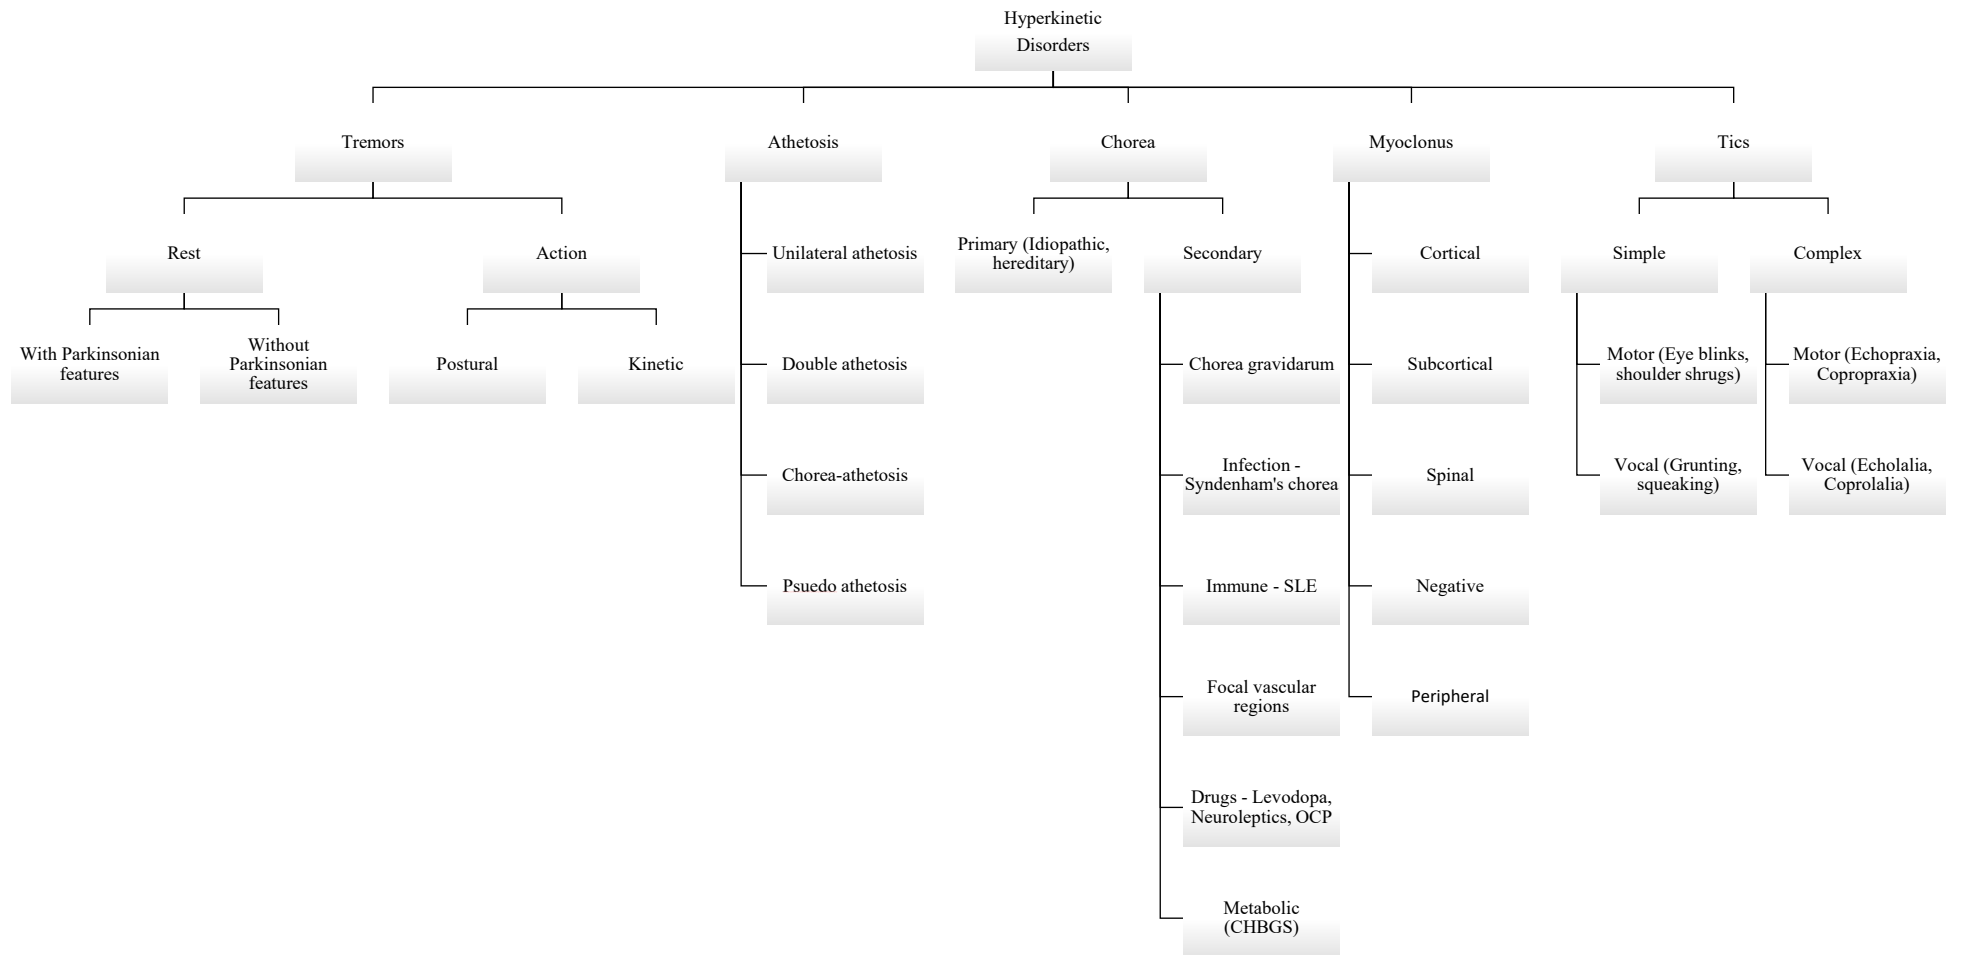 Hyperkinetic
Disorders
Tremors
Athetosis
Chorea
Myoclonus
Tics
Rest
Action
Unilateral athetosis
Primary (Idiopathic,
hereditary)
Secondary
Cortical
Simple
Complex
With Parkinsonian
features
Without
Parkinsonian
features
Postural
Kinetic
Double athetosis
Chorea gravidarum
Subcortical
Motor (Eye blinks,
shoulder shrugs)
Motor (Echopraxia,
Copropraxia)
Chorea-athetosis
Infection -
Syndenham's chorea
Spinal
Vocal (Grunting,
squeaking)
Vocal (Echolalia,
Coprolalia)
Psuedo athetosis
Immune - SLE
Negative
Focal vascular
regions
Peripheral
Drugs - Levodopa,
Neuroleptics, OCP
Metabolic
(CHBGS)